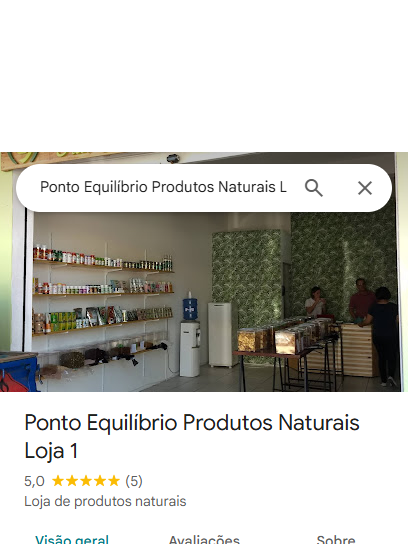 Ponto Equilíbrio Produtos Naturais L
Ponto Equilíbrio Produtos Naturais
Loja 1
5,0 (5)
Loja de produtos naturais
Visão geral Avaliações Sobre